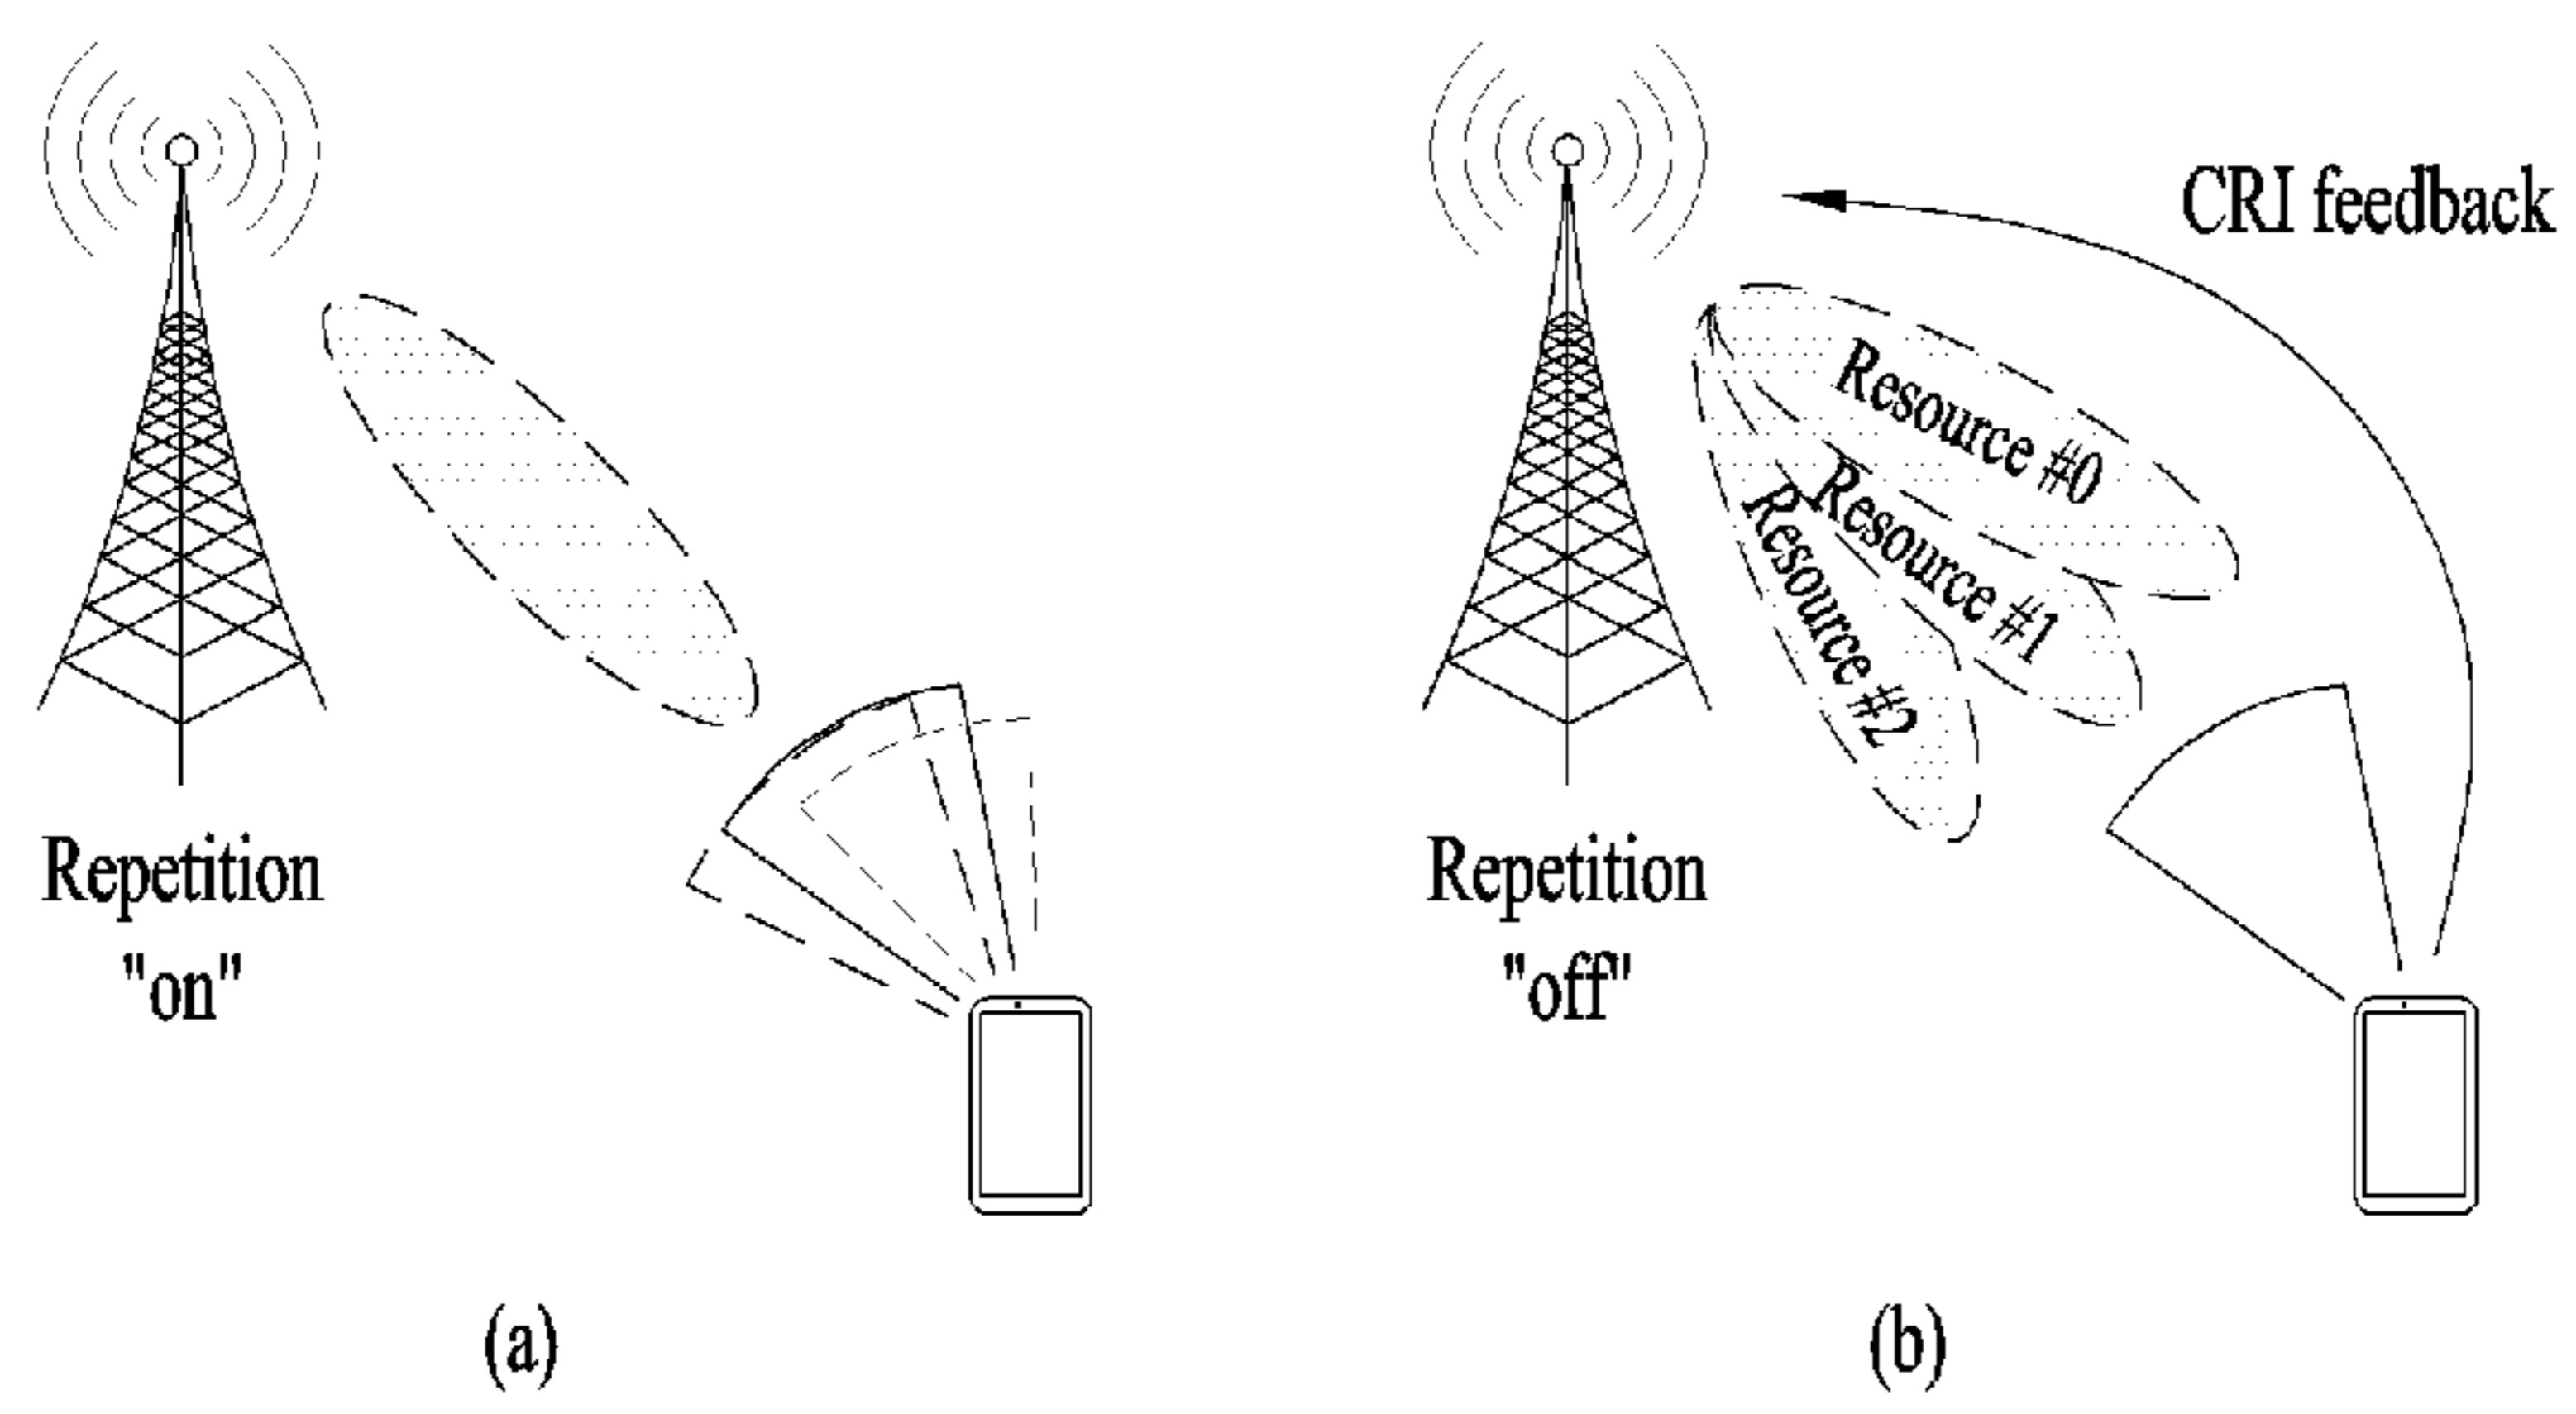 CRI feedback
Resource #0
Resource #1
Resource #2
Repetition
"on"
Repetition
"off"
(a)
(b)